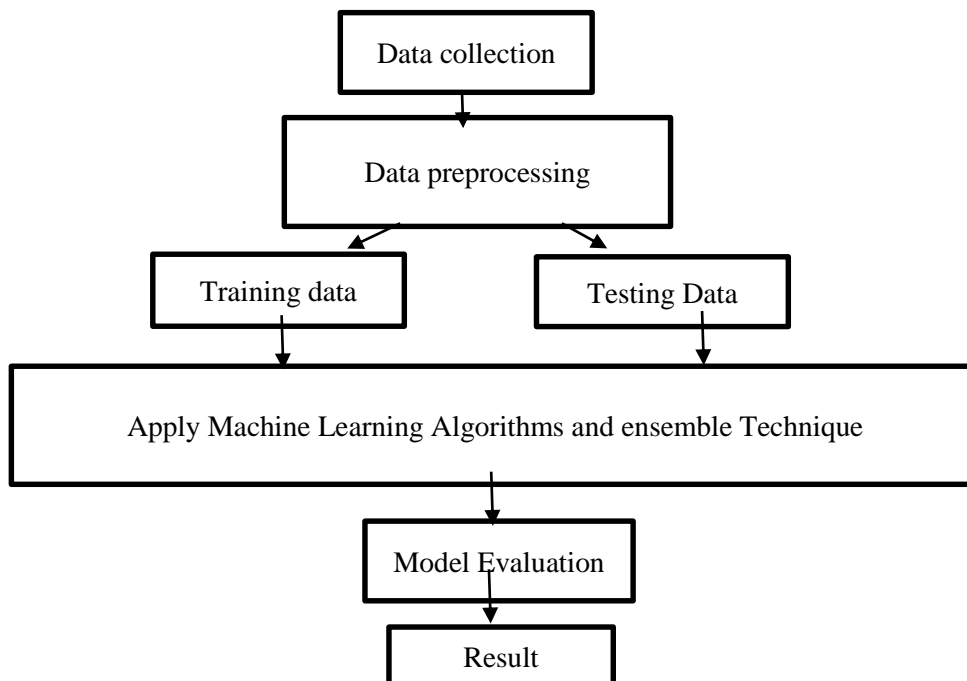 Data collection
Data preprocessing
Training data
Testing Data
Apply Machine Learning Algorithms and ensemble Technique
Model Evaluation
Result